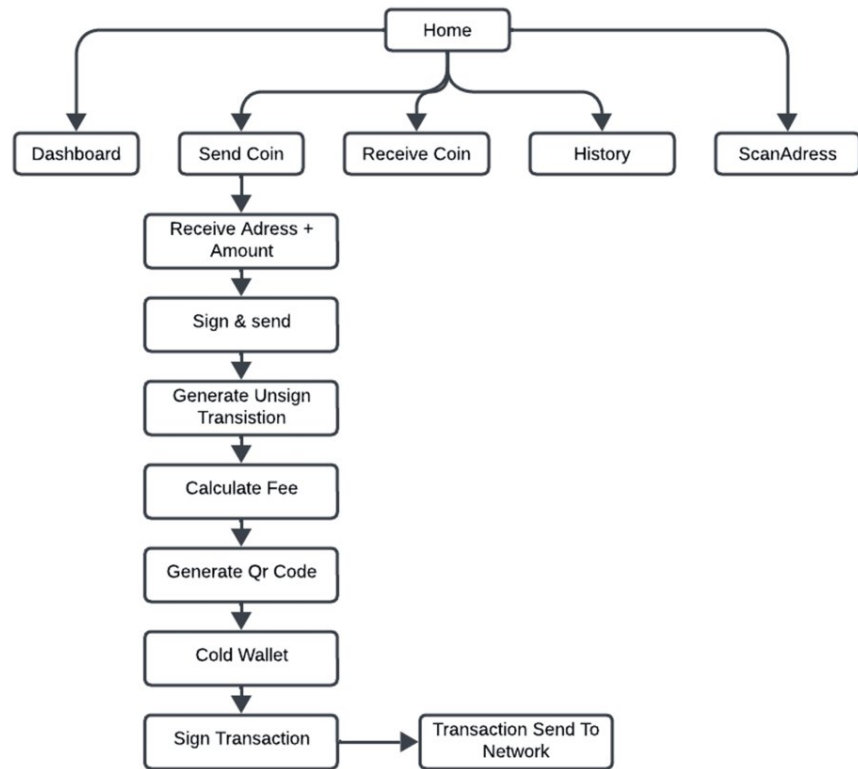 Home
Dashboard
Send Coin
Receive Coin
History
ScanAdress
Receive Adress +
Amount
Sign & send
Generate Unsign
Transistion
Calculate Fee
Generate Qr Code
Cold Wallet
Sign Transaction
Transaction Send To
Network